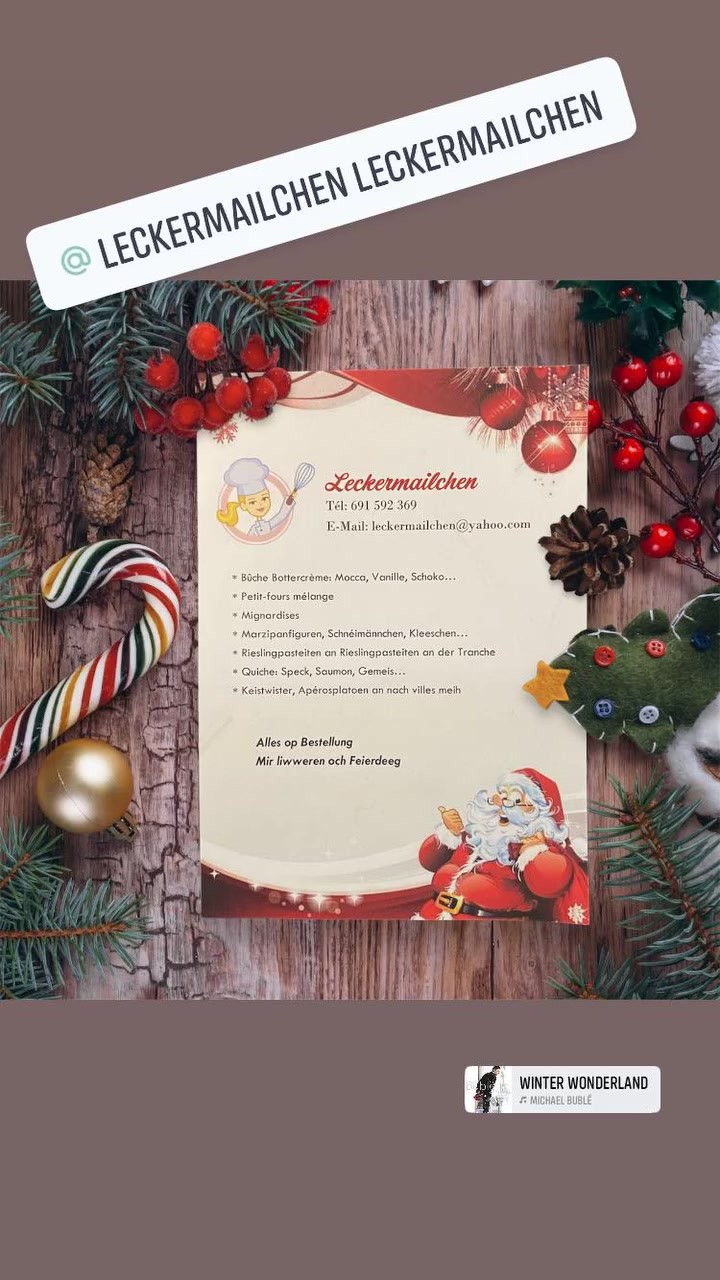 @ LECKERMAILCHEN LECKERMAILCHEN
Leckermailchen
Tél: 691 592 369
E-Mail: leckermailchen@yahoo.com
* Bûche Bottercrème: Mocca, Vanille, Schoko...
* Petit-fours mélange
* Mignardises
* Marzipanfiguren, Schnéimännchen, Kleeschen...
* Rieslingpasteiten an Rieslingpasteiten an der Tranche
* Quiche: Speck, Saumon, Gemeis...
* Keistwister, Apérosplatoen an nach villes meih
Alles op Bestellung
Mir liwweren och Feierdeeg
WINTER WONDERLAND
MICHAEL BUBLÉ